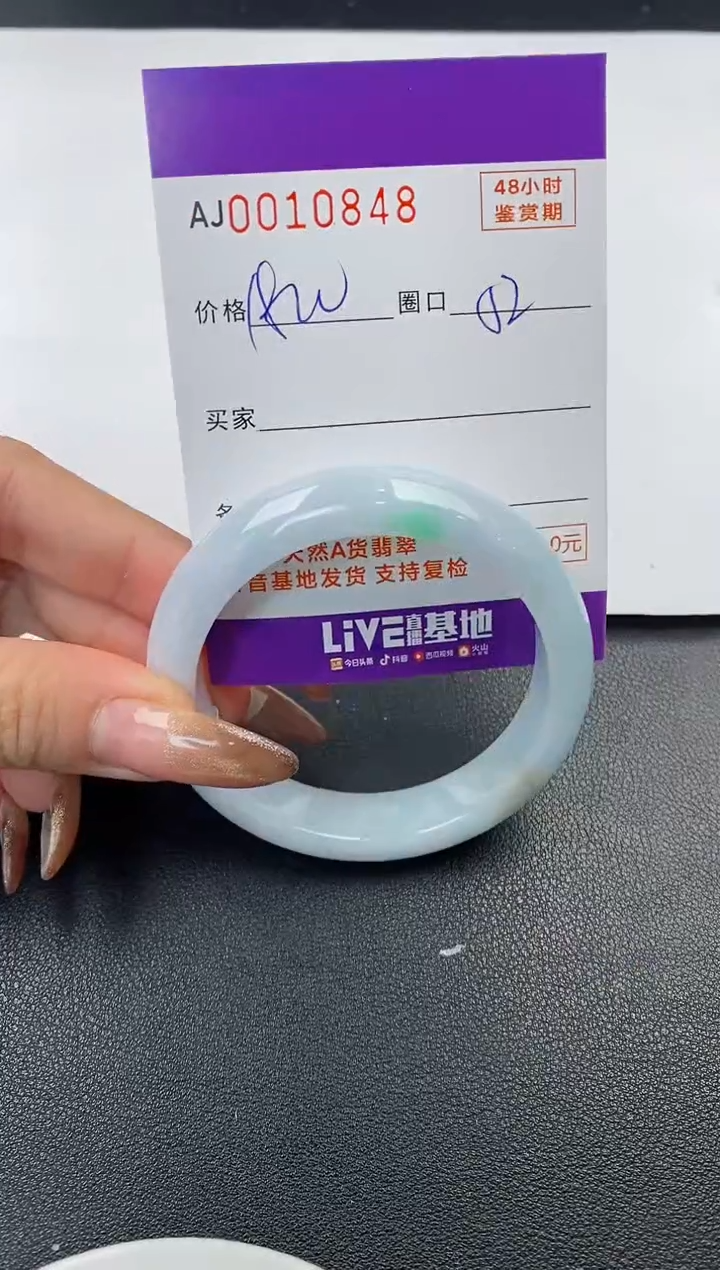 AJ0010848
48小时
鉴赏期
价格 圈口 52
买家
天然A货翡翠 0元
音基地发货 支持复检
LiVE直播基地
今日头条 抖音 西瓜视频 火山